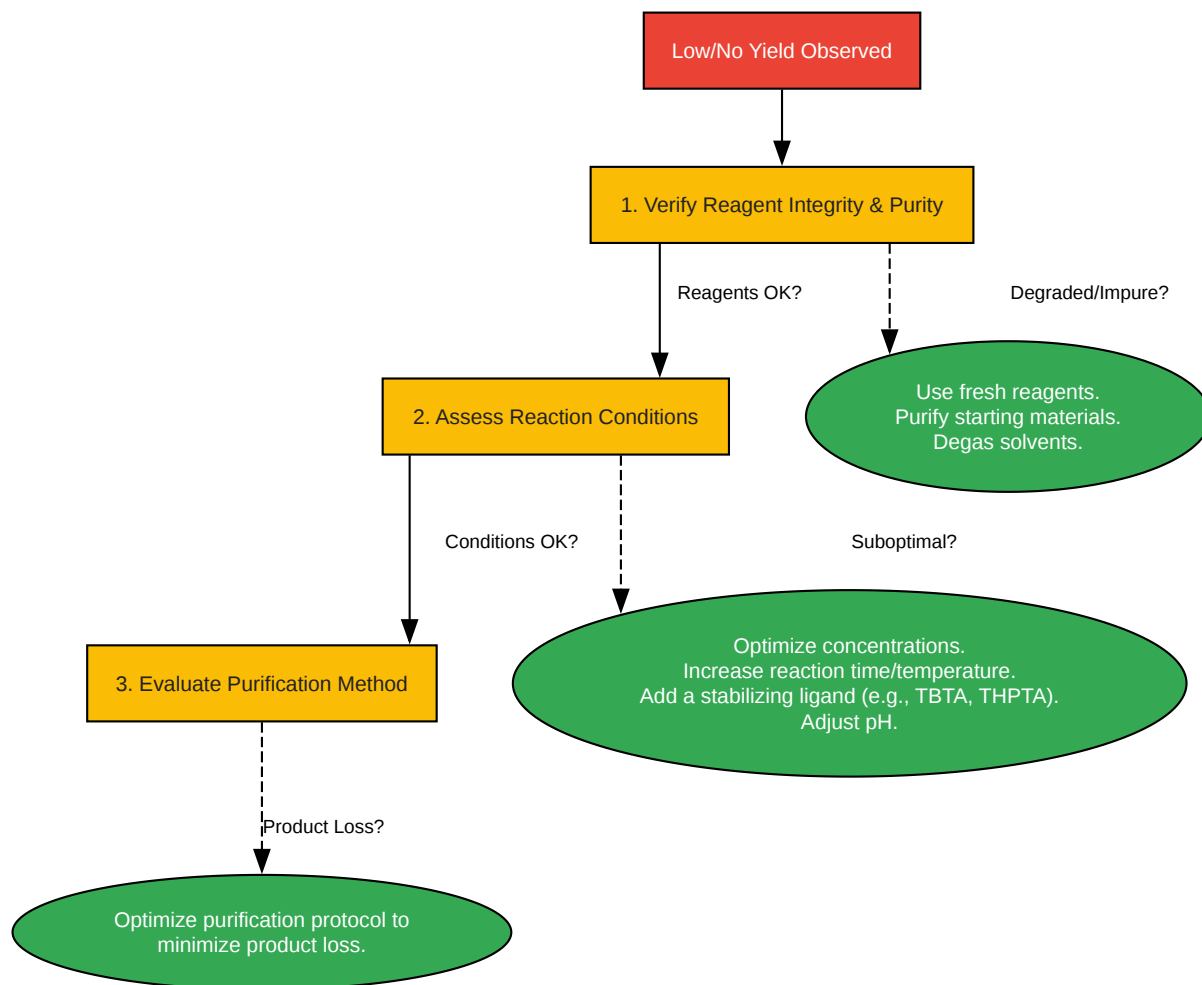 Low/No Yield Observed
1. Verify Reagent Integrity & Purity
Reagents OK?
Degraded/Impure?
Use fresh reagents.
Purify starting materials.
Degas solvents.
2. Assess Reaction Conditions
Conditions OK?
Suboptimal?
Optimize concentrations.
Increase reaction time/temperature.
Add a stabilizing ligand (e.g., TBTA, THPTA).
Adjust pH.
3. Evaluate Purification Method
Product Loss?
Optimize purification protocol to
minimize product loss.